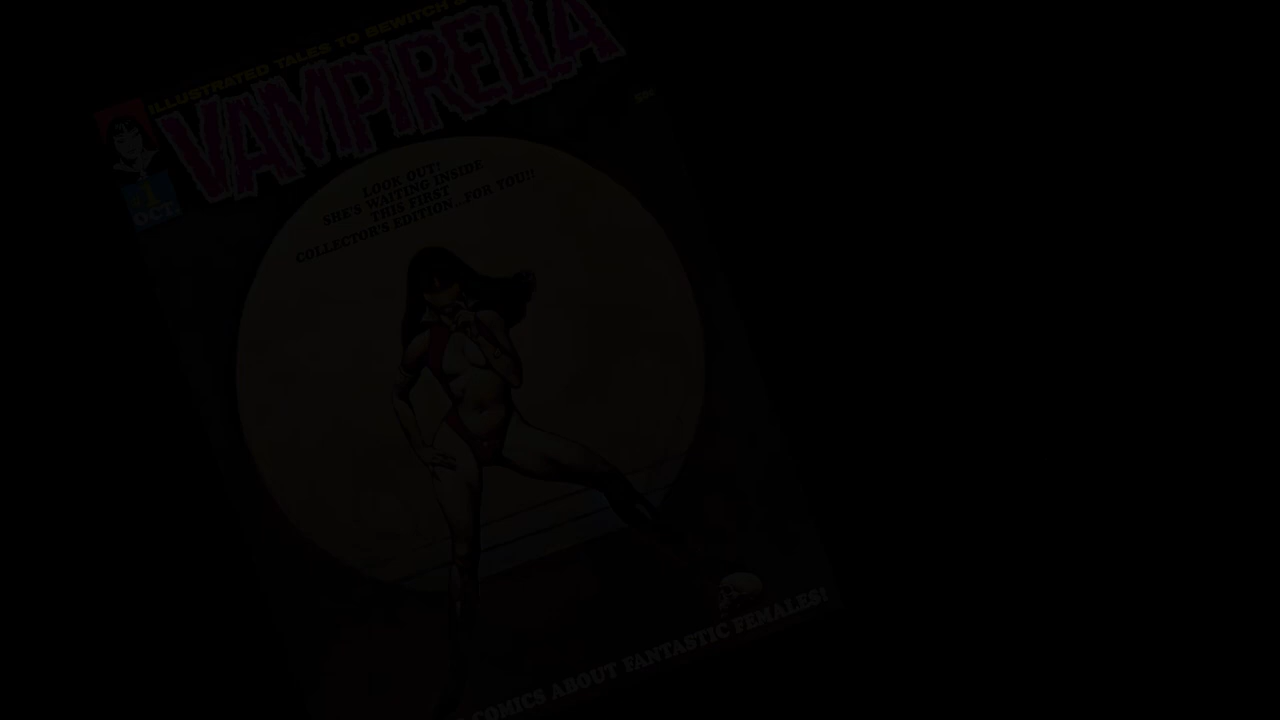 ILLUSTRATED TALES TO BEWITCH
VAMPIRELLA
#1
OCT.
50¢
LOOK OUT!
SHE'S WAITING INSIDE
THIS FIRST
COLLECTOR'S EDITION...FOR YOU!!
COMICS ABOUT FANTASTIC FEMALES!